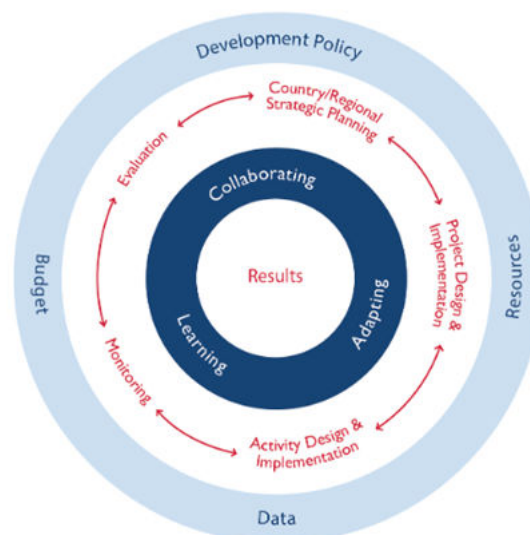 Development Policy
Country/Regional
Strategic Planning
Evaluation
Collaborating
Project Design &
Implementation
Budget
Results
Resources
Adapting
Learning
Monitoring
Activity Design &
Implementation
Data